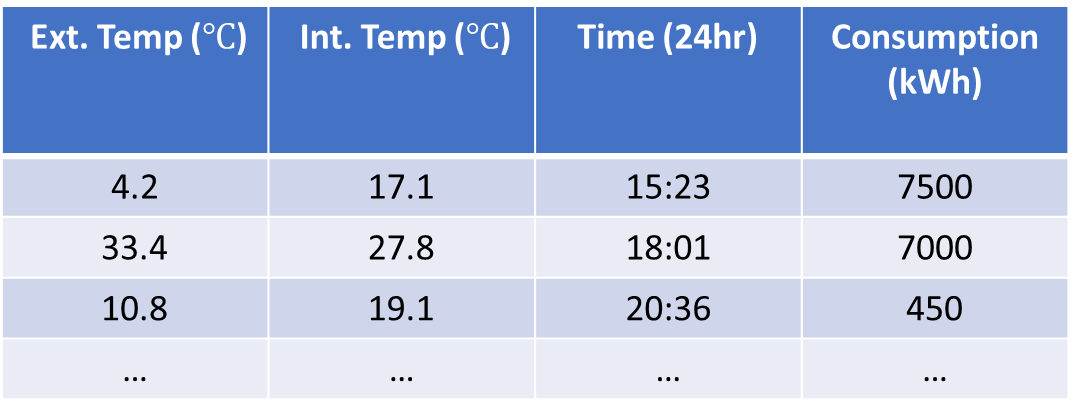 Ext. Temp (℃) Int. Temp (℃) Time (24hr) Consumption
(kWh)
4.2 17.1 15:23 7500
33.4 27.8 18:01 7000
10.8 19.1 20:36 450
... ... ... ...